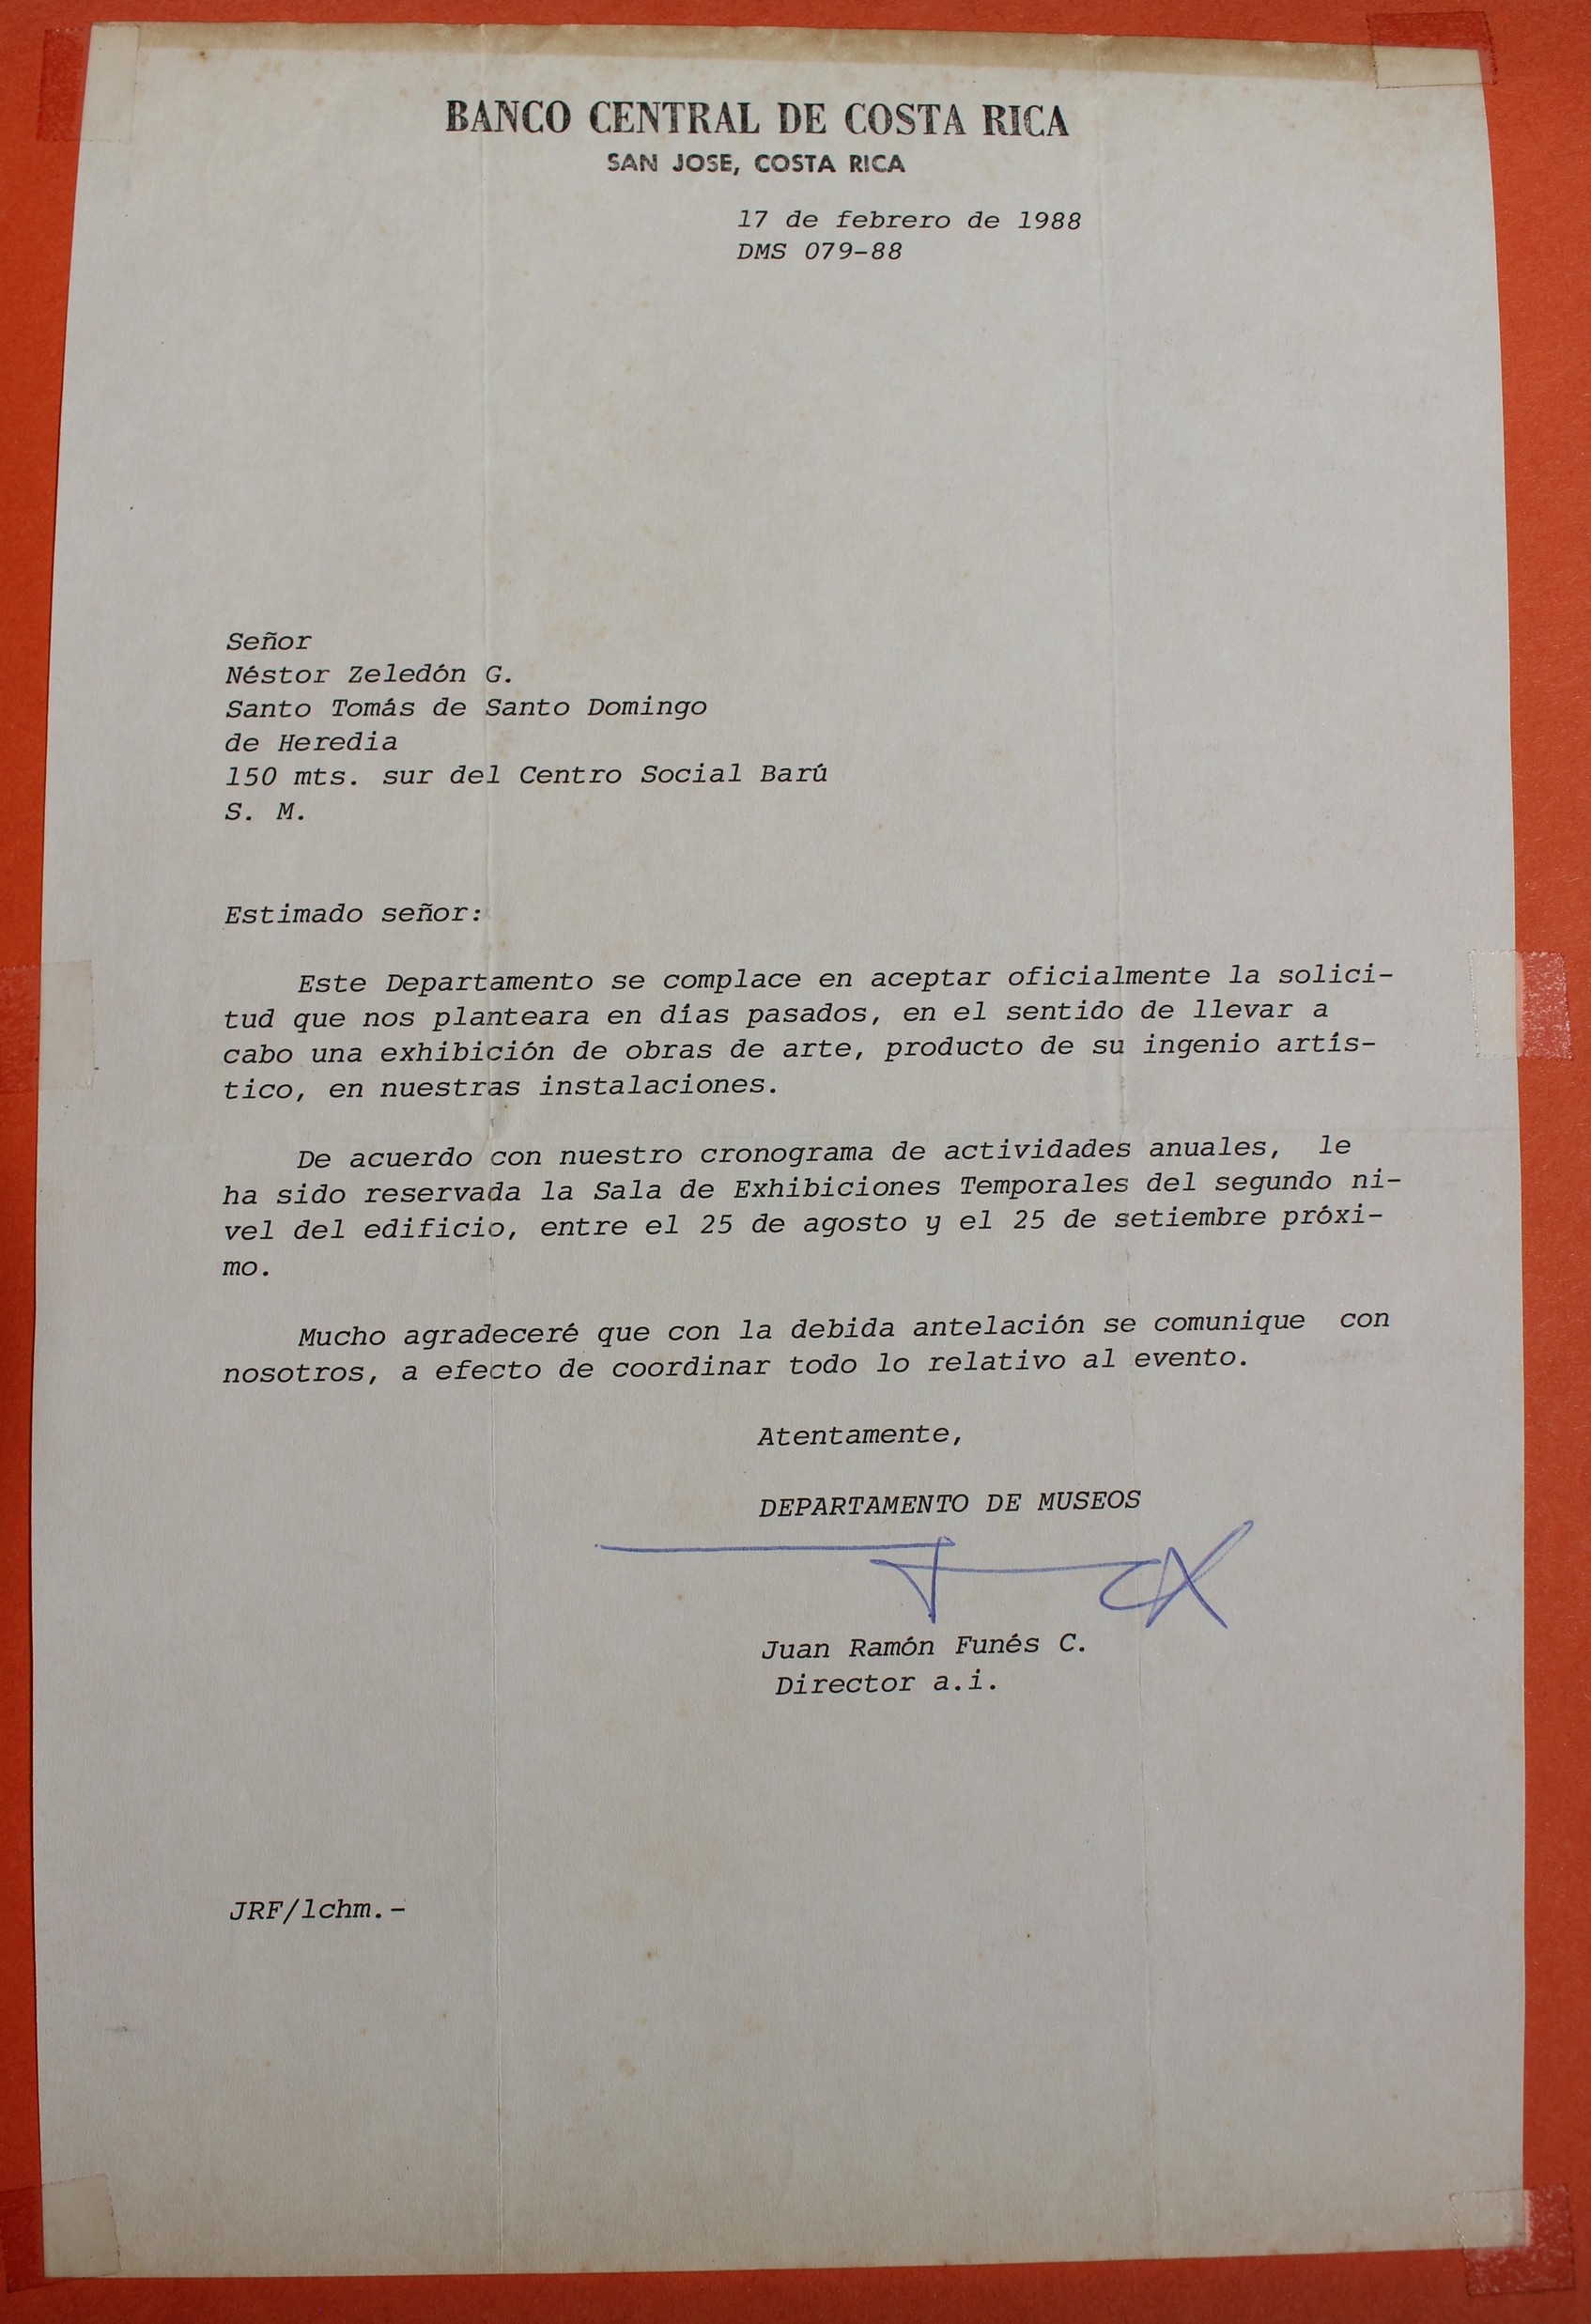 BANCO CENTRAL DE COSTA RICA
SAN JOSE, COSTA RICA
17 de febrero de 1988
DMS 079-88
Señor
Néstor Zeledón G.
Santo Tomás de Santo Domingo
de Heredia
150 mts. sur del Centro Social Barú
S. M.
Estimado señor:
Este Departamento se complace en aceptar oficialmente la solici-
tud que nos planteara en días pasados, en el sentido de llevar a
cabo una exhibición de obras de arte, producto de su ingenio artís-
tico, en nuestras instalaciones.
De acuerdo con nuestro cronograma de actividades anuales, le
ha sido reservada la Sala de Exhibiciones Temporales del segundo ni-
vel del edificio, entre el 25 de agosto y el 25 de setiembre próxi-
mo.
Mucho agradeceré que con la debida antelación se comunique con
nosotros, a efecto de coordinar todo lo relativo al evento.
Atentamente,
DEPARTAMENTO DE MUSEOS
Juan Ramón Funés C.
Director a.i.
JRF/lchm.-